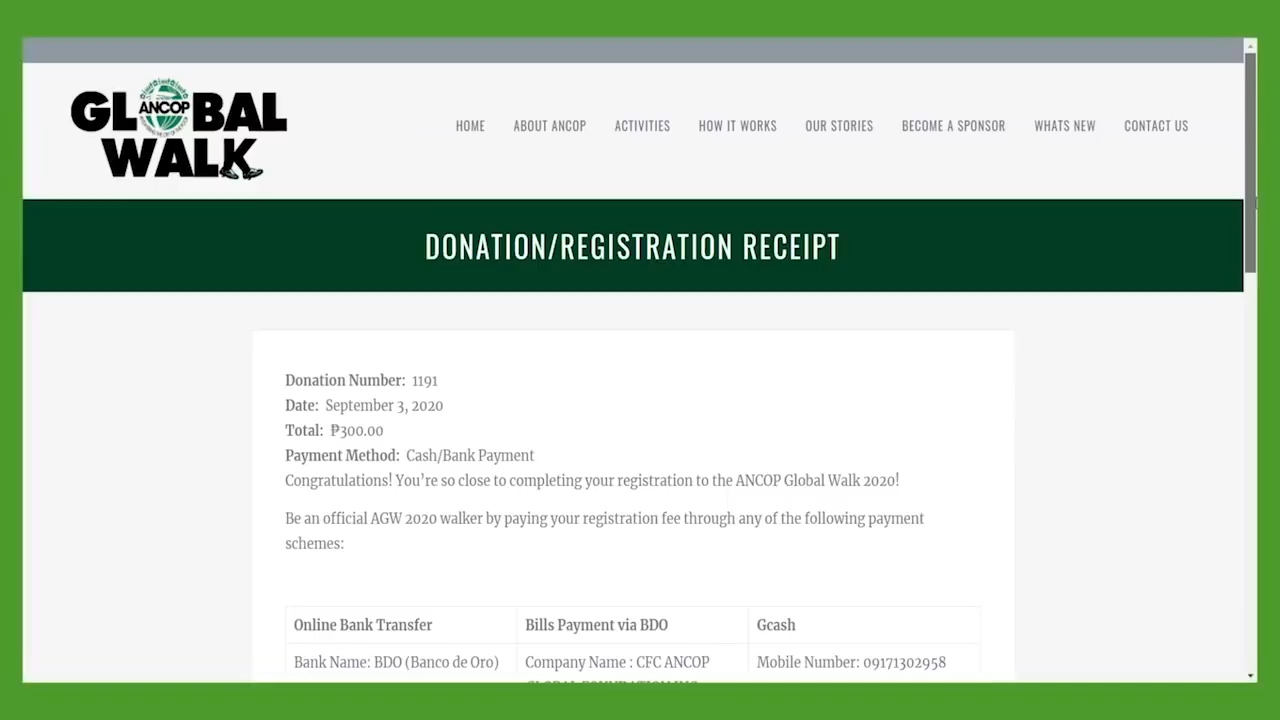 GLOBAL
ANCOP
WALK
HOME ABOUT ANCOP ACTIVITIES HOW IT WORKS OUR STORIES BECOME A SPONSOR WHATS NEW CONTACT US
DONATION/REGISTRATION RECEIPT
Donation Number: 1191
Date: September 3, 2020
Total: ₱300.00
Payment Method: Cash/Bank Payment
Congratulations! You’re so close to completing your registration to the ANCOP Global Walk 2020!
Be an official AGW 2020 walker by paying your registration fee through any of the following payment
schemes:
Online Bank Transfer Bills Payment via BDO Gcash
Bank Name: BDO (Banco de Oro) Company Name : CFC ANCOP Mobile Number: 09171302958